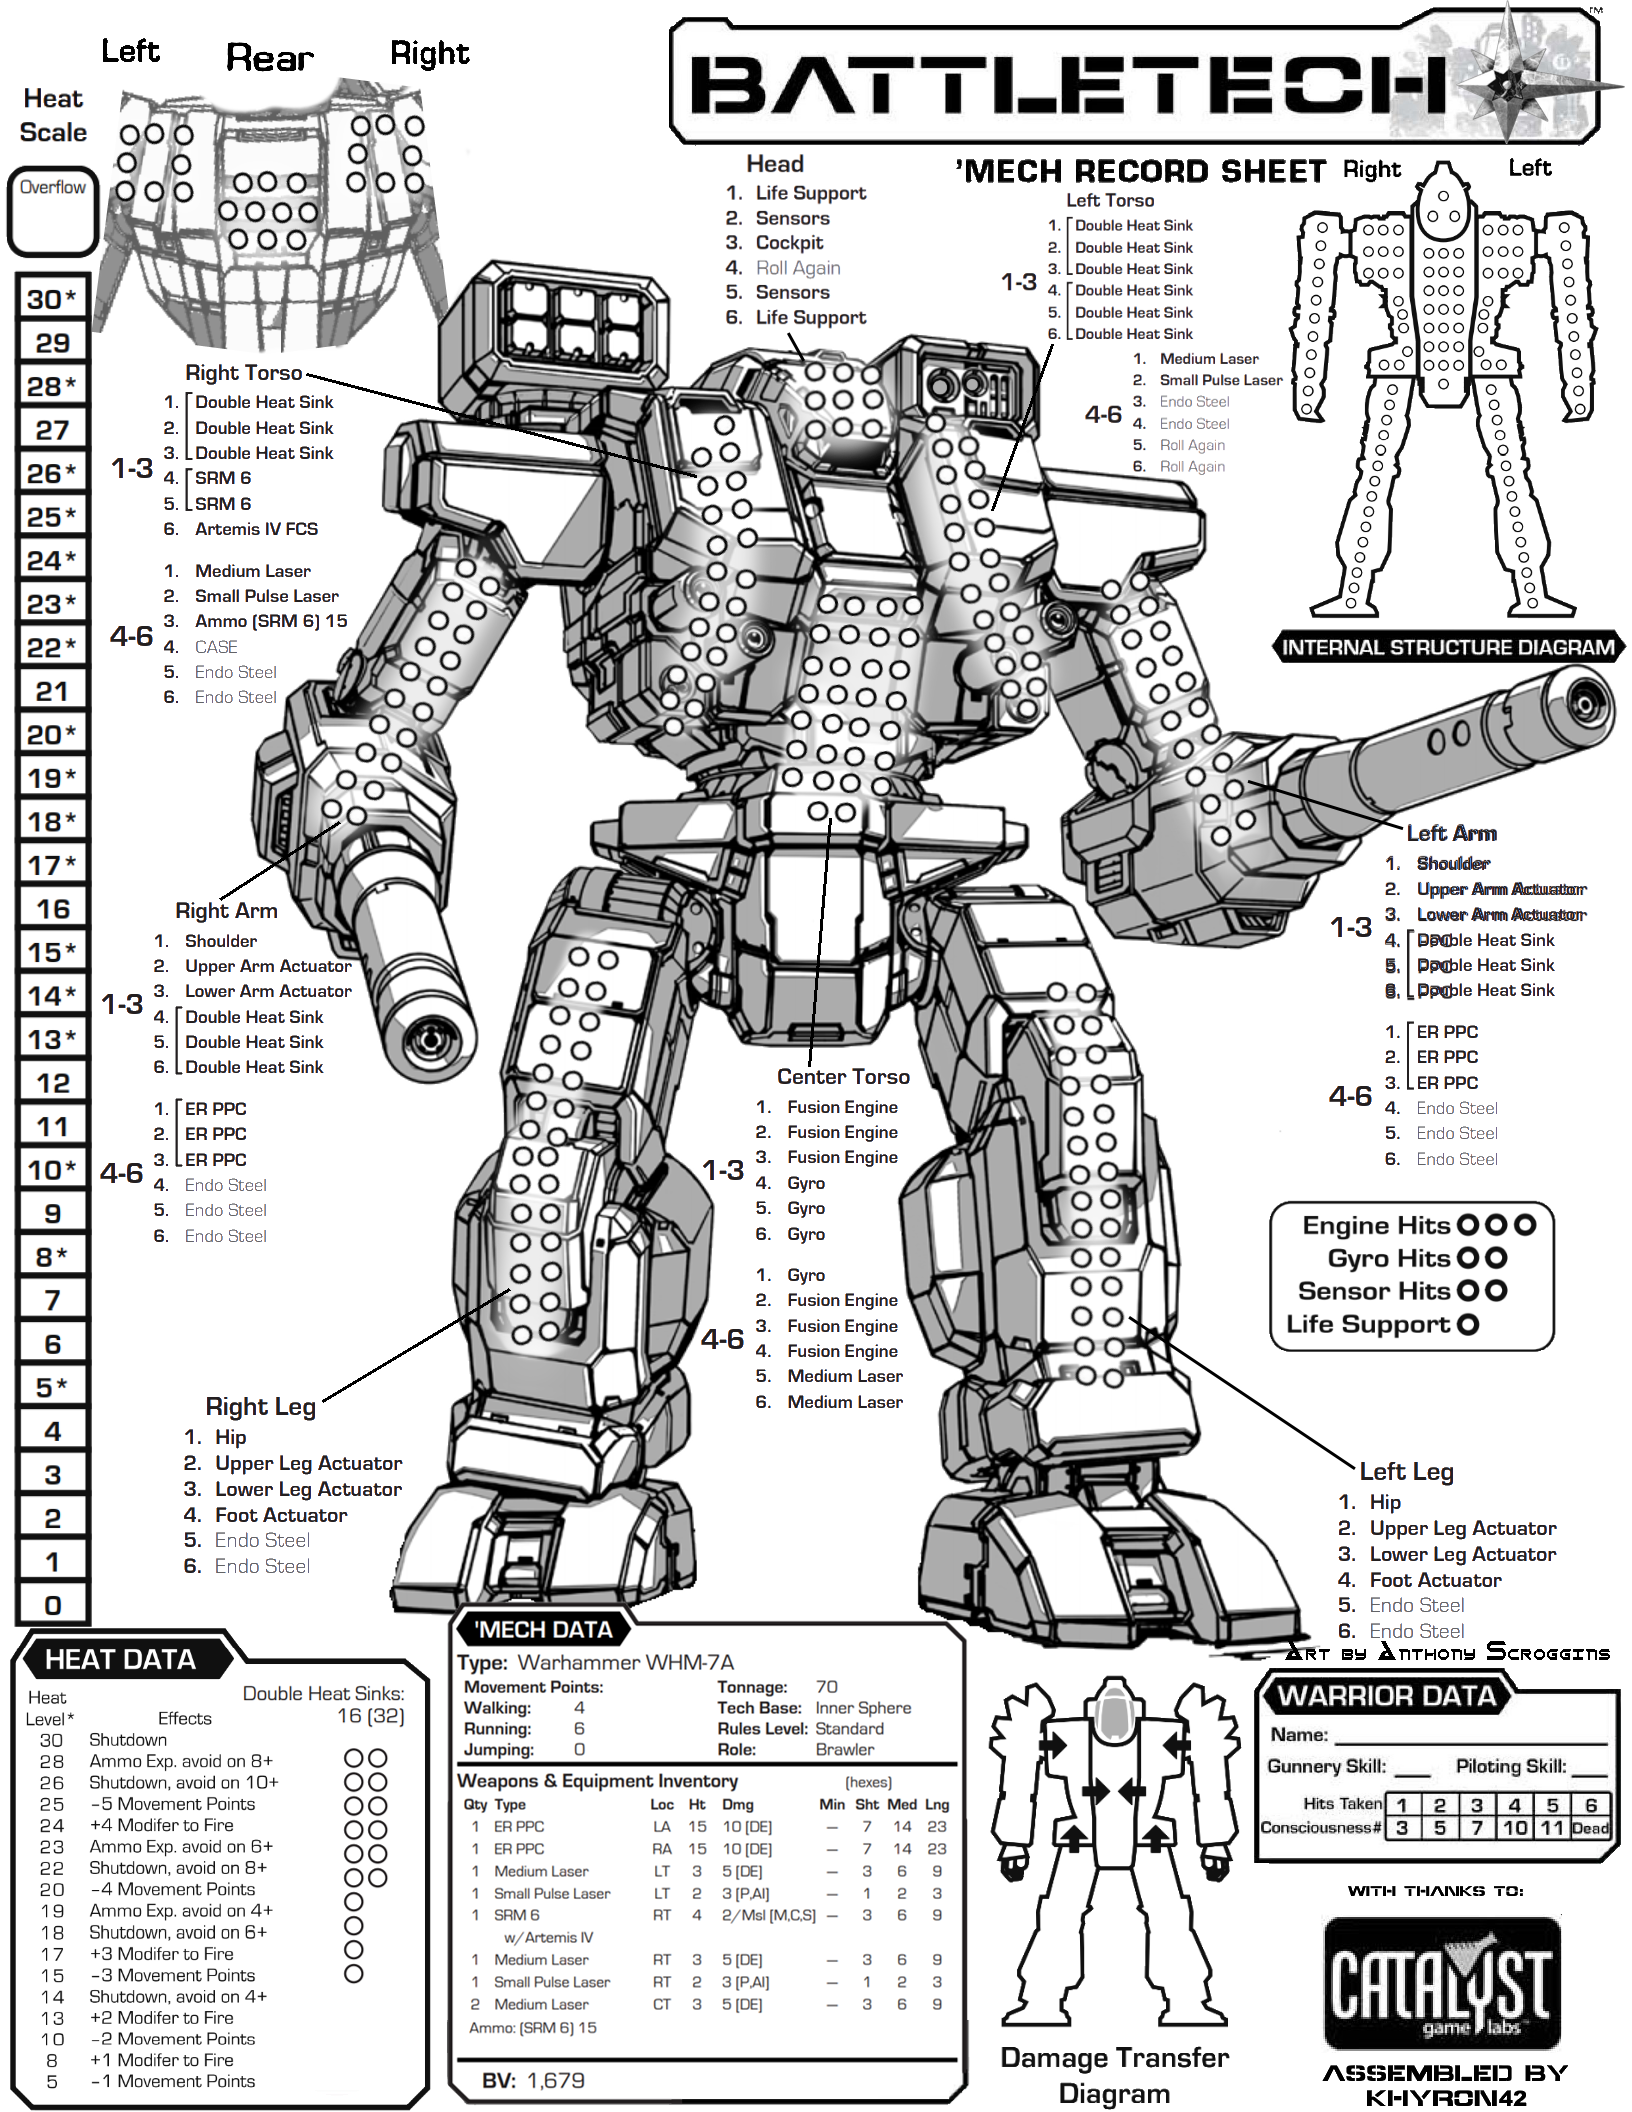 Left Rear Right
BATTLETECH
TM
'MECH RECORD SHEET
Heat
Scale
Overflow
30*
29
28*
27
26*
25*
24*
23*
22*
21
20*
19*
18*
17*
16
15*
14*
13*
12
11
10*
9
8*
7
6
5*
4
3
2
1
0
Head
1. Life Support
2. Sensors
3. Cockpit
4. Roll Again
5. Sensors
6. Life Support
Left Torso
1-3
1. Double Heat Sink
2. Double Heat Sink
3. Double Heat Sink
4. Double Heat Sink
5. Double Heat Sink
6. Double Heat Sink
4-6
1. Medium Laser
2. Small Pulse Laser
3. Endo Steel
4. Endo Steel
5. Roll Again
6. Roll Again
Right Left
INTERNAL STRUCTURE DIAGRAM
Right Torso
1-3
1. Double Heat Sink
2. Double Heat Sink
3. Double Heat Sink
4. SRM 6
5. SRM 6
6. Artemis IV FCS
4-6
1. Medium Laser
2. Small Pulse Laser
3. Ammo (SRM 6) 15
4. CASE
5. Endo Steel
6. Endo Steel
Right Arm
1-3
1. Shoulder
2. Upper Arm Actuator
3. Lower Arm Actuator
4. Double Heat Sink
5. Double Heat Sink
6. Double Heat Sink
4-6
1. ER PPC
2. ER PPC
3. ER PPC
4. Endo Steel
5. Endo Steel
6. Endo Steel
Left Arm
1-3
1. Shoulder
2. Upper Arm Actuator
3. Lower Arm Actuator
4. Double Heat Sink
5. Double Heat Sink
6. Double Heat Sink
4-6
1. ER PPC
2. ER PPC
3. ER PPC
4. Endo Steel
5. Endo Steel
6. Endo Steel
Center Torso
1-3
1. Fusion Engine
2. Fusion Engine
3. Fusion Engine
4. Gyro
5. Gyro
6. Gyro
4-6
1. Gyro
2. Fusion Engine
3. Fusion Engine
4. Fusion Engine
5. Medium Laser
6. Medium Laser
Engine Hits
Gyro Hits
Sensor Hits
Life Support
Right Leg
1. Hip
2. Upper Leg Actuator
3. Lower Leg Actuator
4. Foot Actuator
5. Endo Steel
6. Endo Steel
Left Leg
1. Hip
2. Upper Leg Actuator
3. Lower Leg Actuator
4. Foot Actuator
5. Endo Steel
6. Endo Steel
Art by Anthony Scroggins
HEAT DATA
Heat
Level* Effects
Double Heat Sinks:
16 (32)
30 Shutdown
28 Ammo Exp. avoid on 8+
26 Shutdown, avoid on 10+
25 -5 Movement Points
24 +4 Modifer to Fire
23 Ammo Exp. avoid on 6+
22 Shutdown, avoid on 8+
20 -4 Movement Points
19 Ammo Exp. avoid on 4+
18 Shutdown, avoid on 6+
17 +3 Modifer to Fire
15 -3 Movement Points
14 Shutdown, avoid on 4+
13 +2 Modifer to Fire
10 -2 Movement Points
8 +1 Modifer to Fire
5 -1 Movement Points
'MECH DATA
Type: Warhammer WHM-7A
Movement Points: Tonnage: 70
Walking: 4 Tech Base: Inner Sphere
Running: 6 Rules Level: Standard
Jumping: 0 Role: Brawler
Weapons & Equipment Inventory (hexes)
Qty Type Loc Ht Dmg Min Sht Med Lng
1 ER PPC LA 15 10 [DE] — 7 14 23
1 ER PPC RA 15 10 [DE] — 7 14 23
1 Medium Laser LT 3 5 [DE] — 3 6 9
1 Small Pulse Laser LT 2 3 [P,AI] — 1 2 3
1 SRM 6 RT 4 2/Msl [M,C,S] — 3 6 9
w/Artemis IV
1 Medium Laser RT 3 5 [DE] — 3 6 9
1 Small Pulse Laser RT 2 3 [P,AI] — 1 2 3
2 Medium Laser CT 3 5 [DE] — 3 6 9
Ammo: (SRM 6) 15
BV: 1,679
Damage Transfer
Diagram
WARRIOR DATA
Name:
Gunnery Skill: Piloting Skill:
Hits Taken 1 2 3 4 5 6
Consciousness# 3 5 7 10 11 Dead
WITH THANKS TO:
CATALYST
game labs
ASSEMBLED BY
KHYRON42